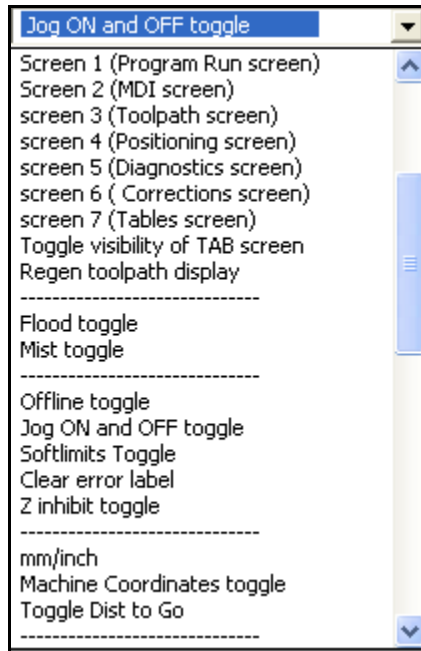 Jog ON and OFF toggle
Screen 1 (Program Run screen)
Screen 2 (MDI screen)
screen 3 (Toolpath screen)
screen 4 (Positioning screen)
screen 5 (Diagnostics screen)
screen 6 ( Corrections screen)
screen 7 (Tables screen)
Toggle visibility of TAB screen
Regen toolpath display
------------------------------
Flood toggle
Mist toggle
------------------------------
Offline toggle
Jog ON and OFF toggle
Softlimits Toggle
Clear error label
Z inhibit toggle
------------------------------
mm/inch
Machine Coordinates toggle
Toggle Dist to Go
------------------------------